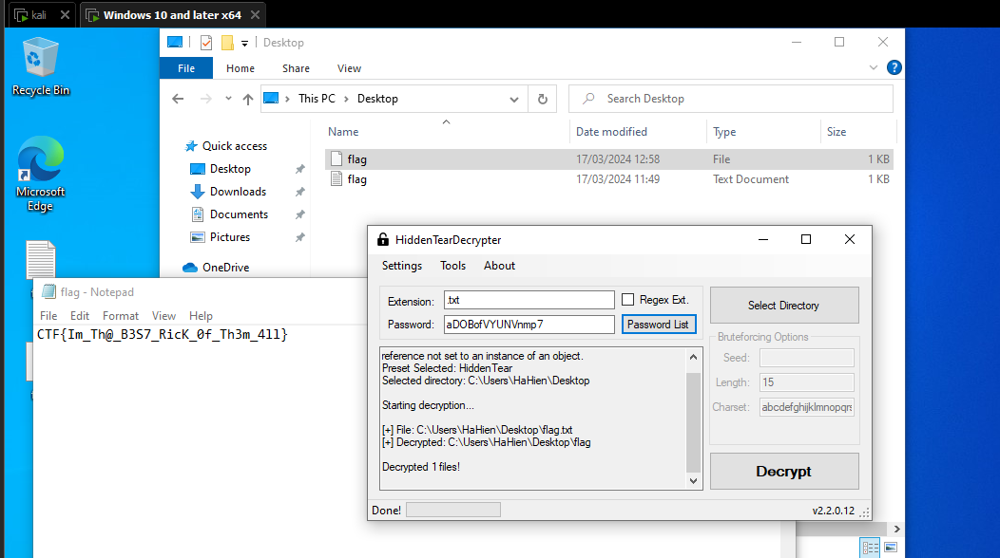 kali
Windows 10 and later x64
Recycle Bin
Microsoft
Edge
Desktop
File Home Share View
This PC Desktop
Search Desktop
Name Date modified Type Size
Quick access
Desktop
Downloads
Documents
Pictures
OneDrive
flag 17/03/2024 12:58 File 1 KB
flag 17/03/2024 11:49 Text Document 1 KB
flag - Notepad
File Edit Format View Help
CTF{Im_Th@_B3S7_RicK_0f_Th3m_4ll}
HiddenTearDecrypter
Settings Tools About
Extension: .txt Regex Ext.
Password: aDOBofVYUNVnmp7 Password List
Select Directory
reference not set to an instance of an object.
Preset Selected: HiddenTear
Selected directory: C:\Users\HaHien\Desktop
Starting decryption...
[+] File: C:\Users\HaHien\Desktop\flag.txt
[+] Decrypted: C:\Users\HaHien\Desktop\flag
Decrypted 1 files!
Bruteforcing Options
Seed:
Length: 15
Charset: abcdefghijklmnopqrs
Decrypt
Done!
v2.2.0.12